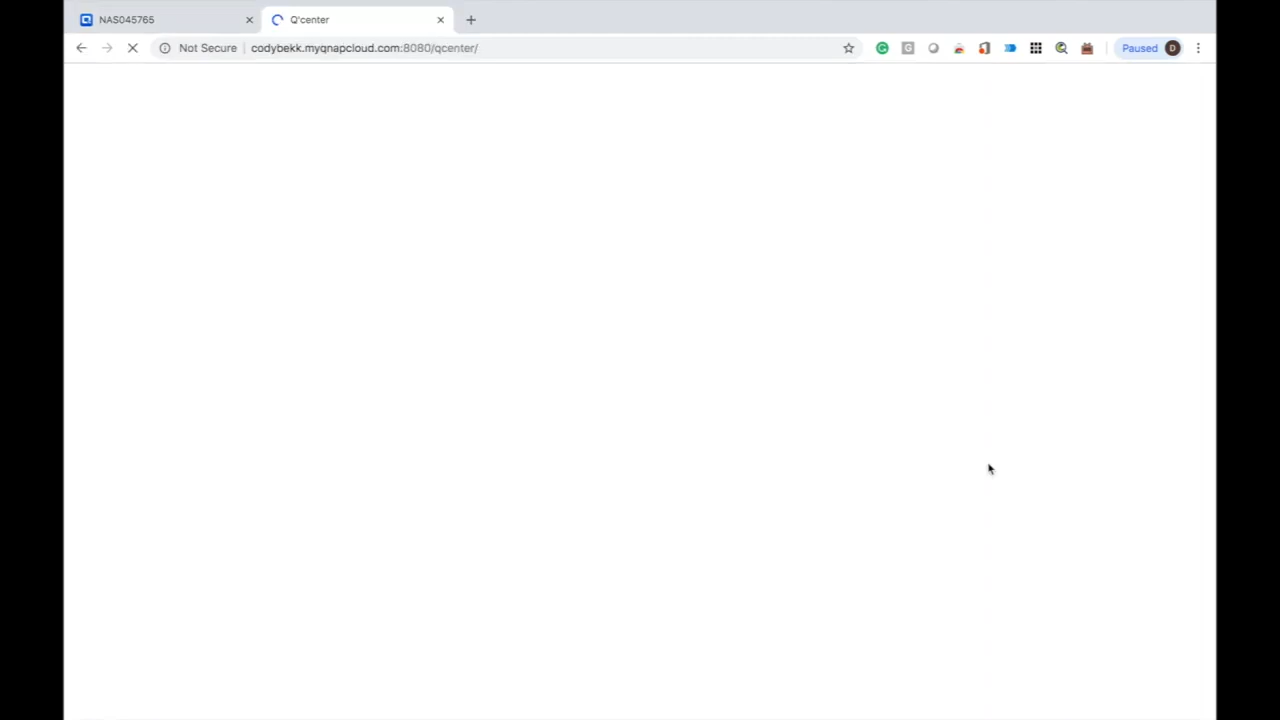 NAS045765
Q'center
Not Secure
codybekk.myqnapcloud.com:8080/qcenter/
Paused
D